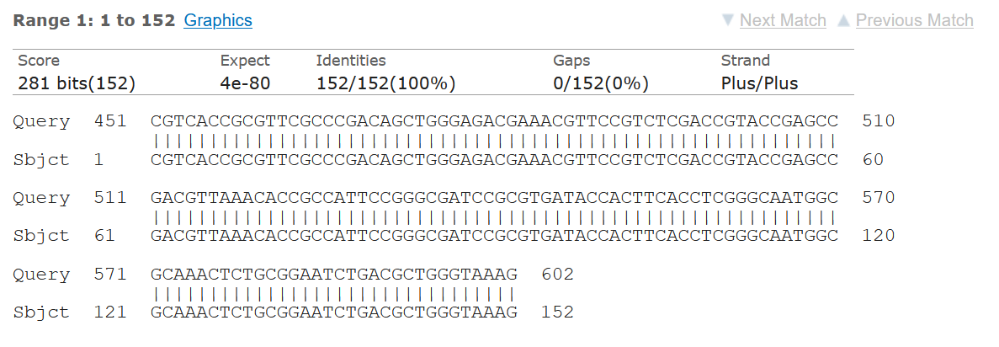 Range 1: 1 to 152 Graphics ▼ Next Match ▲ Previous Match
Score Expect Identities Gaps Strand
281 bits(152) 4e-80 152/152(100%) 0/152(0%) Plus/Plus
Query 451 CGTCACCGCGTTCGCCCGACAGCTGGGAGACGAAACGTTCCGTCTCGACCGTACCGAGCC 510
||||||||||||||||||||||||||||||||||||||||||||||||||||||||||||
Sbjct 1 CGTCACCGCGTTCGCCCGACAGCTGGGAGACGAAACGTTCCGTCTCGACCGTACCGAGCC 60
Query 511 GACGTTAAACACCGCCATTCCGGGCGATCCGCGTGATACCACTTCACCTCGGGCAATGGC 570
||||||||||||||||||||||||||||||||||||||||||||||||||||||||||||
Sbjct 61 GACGTTAAACACCGCCATTCCGGGCGATCCGCGTGATACCACTTCACCTCGGGCAATGGC 120
Query 571 GCAAACTCTGCGGAATCTGACGCTGGGTAAAG 602
||||||||||||||||||||||||||||||||
Sbjct 121 GCAAACTCTGCGGAATCTGACGCTGGGTAAAG 152